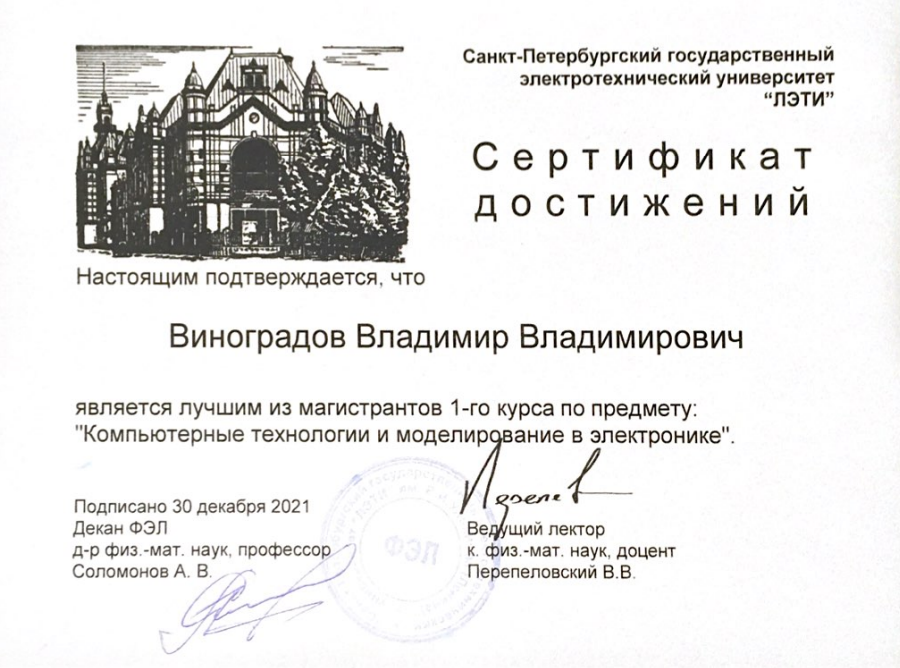 Санкт-Петербургский государственный
электротехнический университет
“ЛЭТИ”
Сертификат
достижений
Настоящим подтверждается, что
Виноградов Владимир Владимирович
является лучшим из магистрантов 1-го курса по предмету:
"Компьютерные технологии и моделирование в электронике".
Подписано 30 декабря 2021
Декан ФЭЛ
д-р физ.-мат. наук, профессор
Соломонов А. В.
ФЭЛ
Ведущий лектор
к. физ.-мат. наук, доцент
Перепеловский В.В.